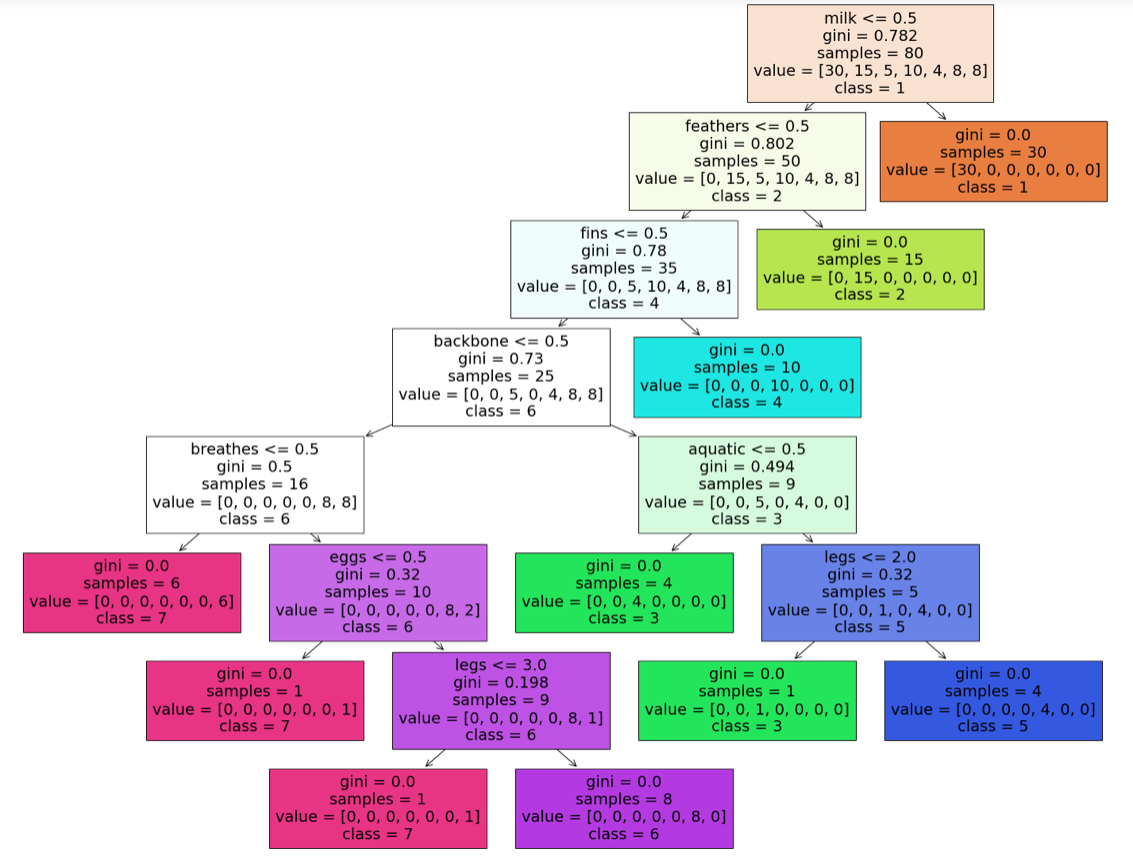 milk <= 0.5
gini = 0.782
samples = 80
value = [30, 15, 5, 10, 4, 8, 8]
class = 1
feathers <= 0.5
gini = 0.802
samples = 50
value = [0, 15, 5, 10, 4, 8, 8]
class = 2
gini = 0.0
samples = 30
value = [30, 0, 0, 0, 0, 0, 0]
class = 1
fins <= 0.5
gini = 0.78
samples = 35
value = [0, 0, 5, 10, 4, 8, 8]
class = 4
gini = 0.0
samples = 15
value = [0, 15, 0, 0, 0, 0, 0]
class = 2
backbone <= 0.5
gini = 0.73
samples = 25
value = [0, 0, 5, 0, 4, 8, 8]
class = 6
gini = 0.0
samples = 10
value = [0, 0, 0, 10, 0, 0, 0]
class = 4
breathes <= 0.5
gini = 0.5
samples = 16
value = [0, 0, 0, 0, 0, 8, 8]
class = 6
aquatic <= 0.5
gini = 0.494
samples = 9
value = [0, 0, 5, 0, 4, 0, 0]
class = 3
gini = 0.0
samples = 6
value = [0, 0, 0, 0, 0, 0, 6]
class = 7
eggs <= 0.5
gini = 0.32
samples = 10
value = [0, 0, 0, 0, 0, 8, 2]
class = 6
gini = 0.0
samples = 4
value = [0, 0, 4, 0, 0, 0, 0]
class = 3
legs <= 2.0
gini = 0.32
samples = 5
value = [0, 0, 1, 0, 4, 0, 0]
class = 5
gini = 0.0
samples = 1
value = [0, 0, 0, 0, 0, 0, 1]
class = 7
legs <= 3.0
gini = 0.198
samples = 9
value = [0, 0, 0, 0, 0, 8, 1]
class = 6
gini = 0.0
samples = 1
value = [0, 0, 1, 0, 0, 0, 0]
class = 3
gini = 0.0
samples = 4
value = [0, 0, 0, 0, 4, 0, 0]
class = 5
gini = 0.0
samples = 1
value = [0, 0, 0, 0, 0, 0, 1]
class = 7
gini = 0.0
samples = 8
value = [0, 0, 0, 0, 0, 8, 0]
class = 6